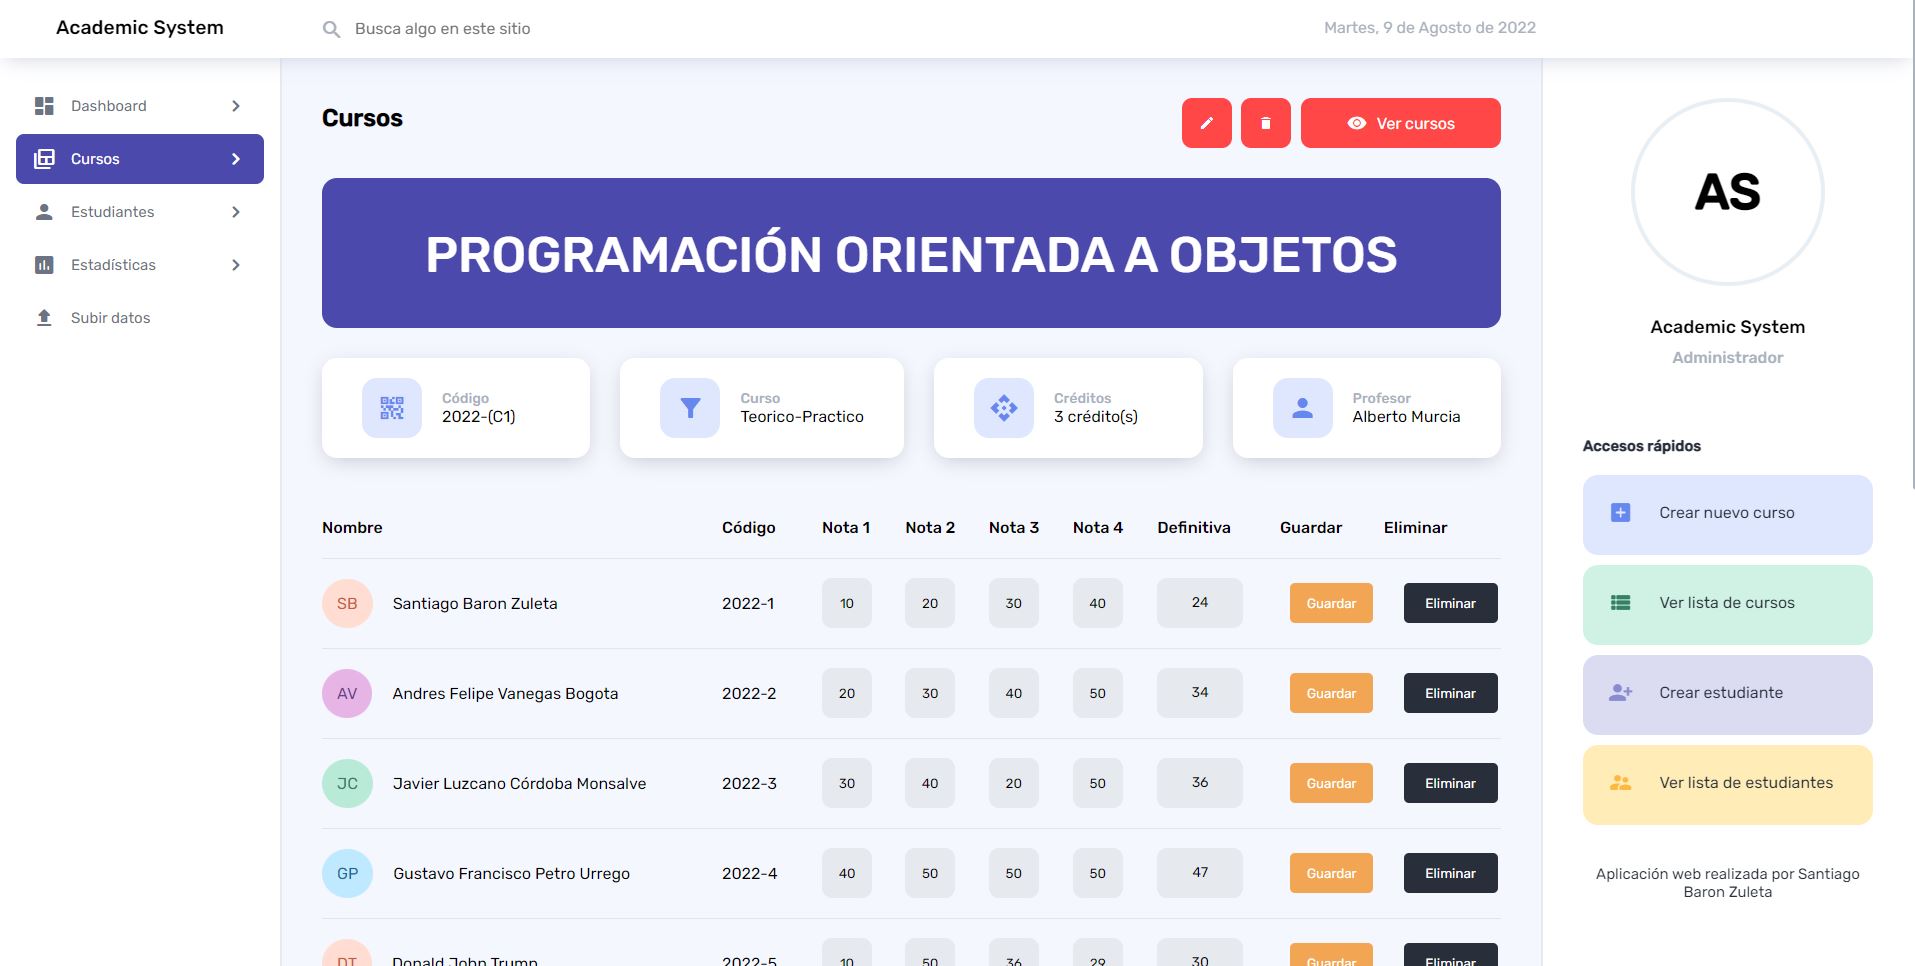 Academic System
Busca algo en este sitio
Martes, 9 de Agosto de 2022
Dashboard
Cursos
Estudiantes
Estadísticas
Subir datos
Cursos
Ver cursos
PROGRAMACIÓN ORIENTADA A OBJETOS
Código
2022-(C1)
Curso
Teorico-Practico
Créditos
3 crédito(s)
Profesor
Alberto Murcia
Nombre Código Nota 1 Nota 2 Nota 3 Nota 4 Definitiva Guardar Eliminar
SB Santiago Baron Zuleta 2022-1 10 20 30 40 24 Guardar Eliminar
AV Andres Felipe Vanegas Bogota 2022-2 20 30 40 50 34 Guardar Eliminar
JC Javier Luzcano Córdoba Monsalve 2022-3 30 40 20 50 36 Guardar Eliminar
GP Gustavo Francisco Petro Urrego 2022-4 40 50 50 50 47 Guardar Eliminar
DT Donald John Trump 2022-5 10 50 36 29 30 Guardar Eliminar
AS
Academic System
Administrador
Accesos rápidos
Crear nuevo curso
Ver lista de cursos
Crear estudiante
Ver lista de estudiantes
Aplicación web realizada por Santiago
Baron Zuleta